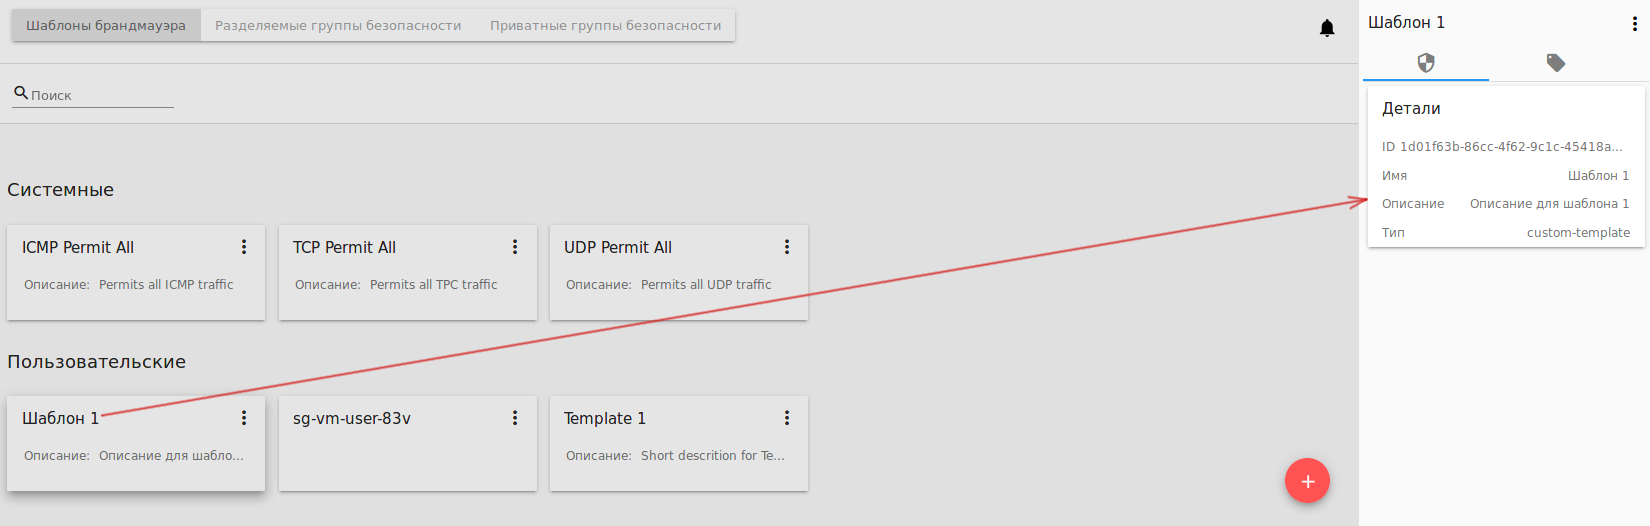 Шаблоны брандмауэра Разделяемые группы безопасности Приватные группы безопасности
Поиск
Системные
ICMP Permit All
Описание: Permits all ICMP traffic
TCP Permit All
Описание: Permits all TPC traffic
UDP Permit All
Описание: Permits all UDP traffic
Пользовательские
Шаблон 1
Описание: Описание для шабло...
sg-vm-user-83v
Template 1
Описание: Short descrition for Te...
Шаблон 1
Детали
ID 1d01f63b-86cc-4f62-9c1c-45418a...
Имя Шаблон 1
Описание Описание для шаблона 1
Тип custom-template